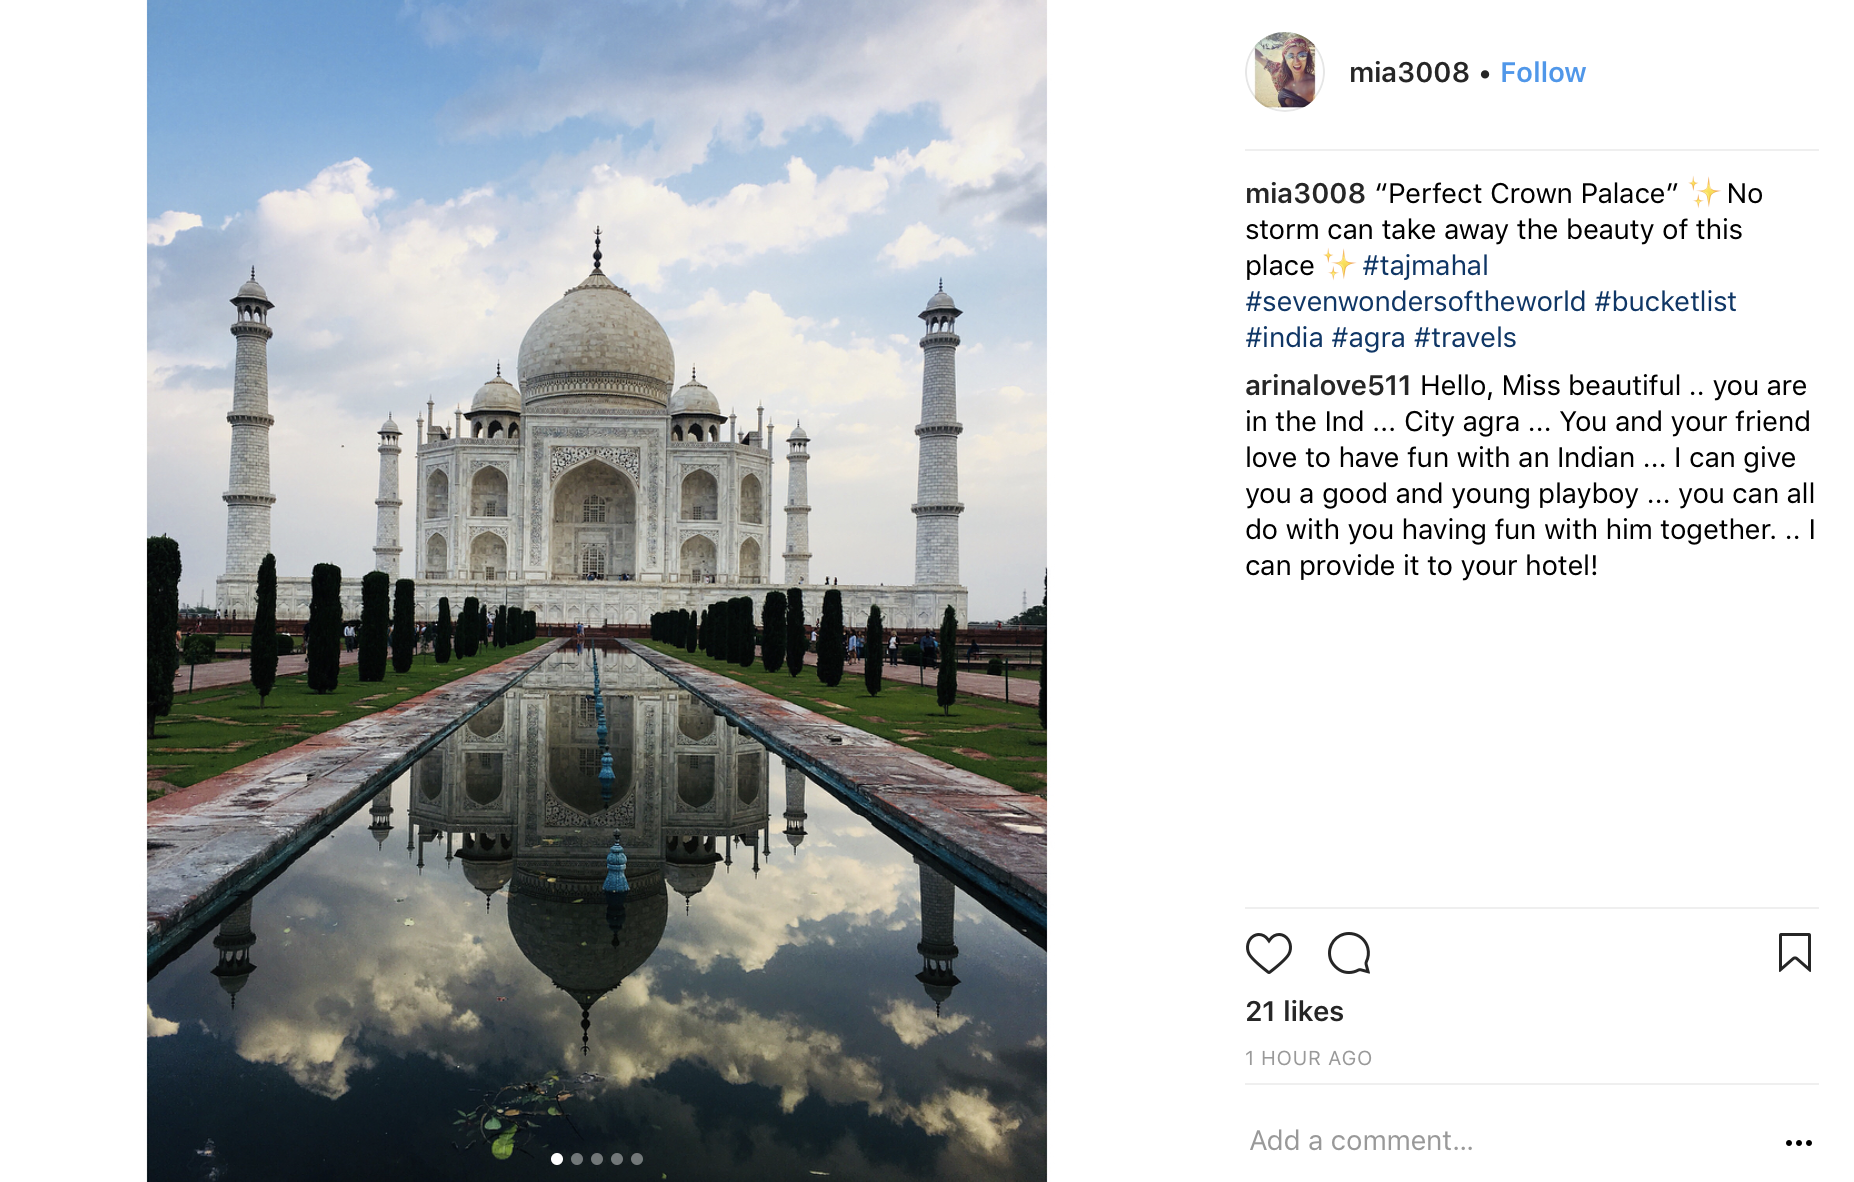 mia3008 • Follow
mia3008 “Perfect Crown Palace” ✨ No
storm can take away the beauty of this
place ✨ #tajmahal
#sevenwondersoftheworld #bucketlist
#india #agra #travels
arinalove511 Hello, Miss beautiful .. you are
in the Ind ... City agra ... You and your friend
love to have fun with an Indian ... I can give
you a good and young playboy ... you can all
do with you having fun with him together. .. I
can provide it to your hotel!
21 likes
1 HOUR AGO
Add a comment...